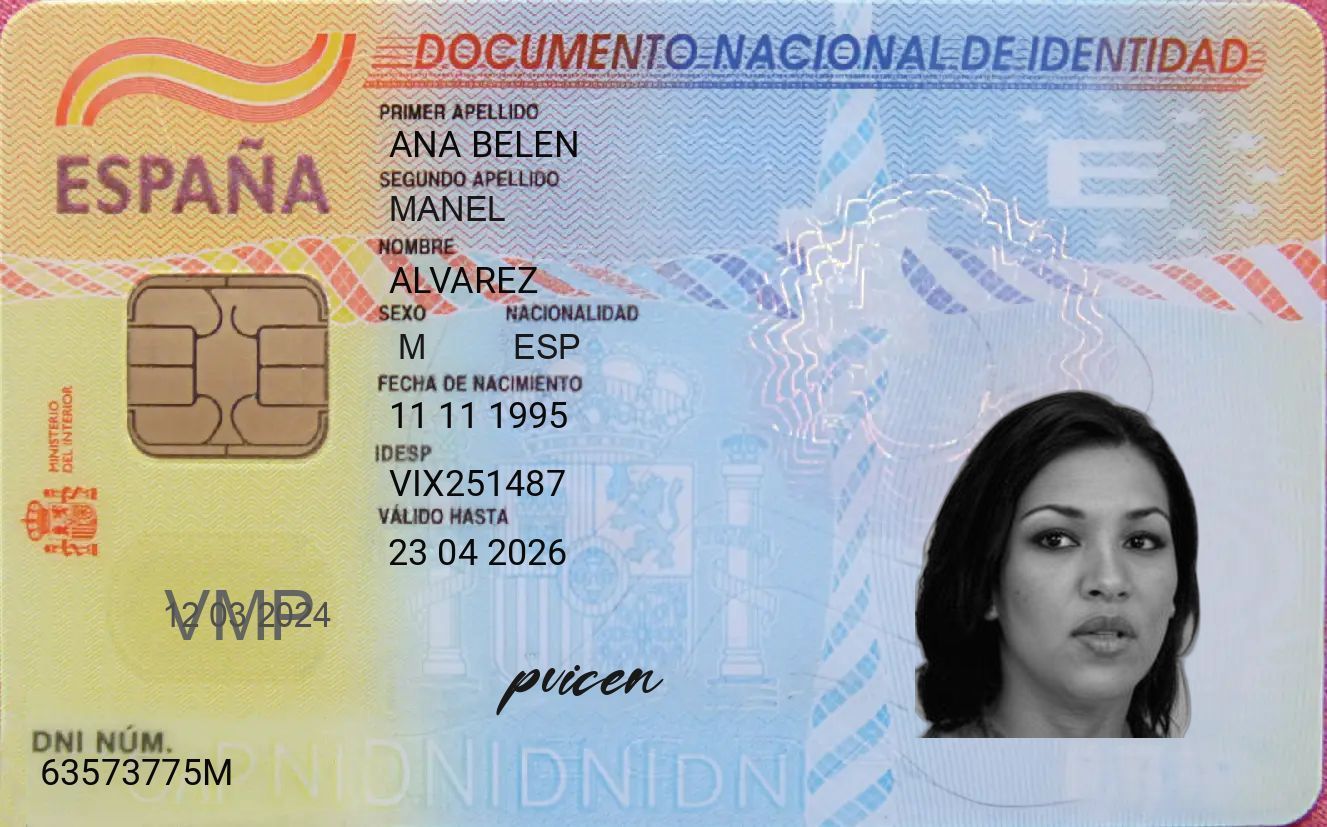 DOCUMENTO NACIONAL DE IDENTIDAD
ESPAÑA
PRIMER APELLIDO
ANA BELEN
SEGUNDO APELLIDO
MANEL
NOMBRE
ALVAREZ
SEXO NACIONALIDAD
M ESP
FECHA DE NACIMIENTO
11 11 1995
IDESP
VIX251487
VÁLIDO HASTA
23 04 2026
MINISTERIO
DEL INTERIOR
E
VMP
12 03 2024
pvicen
DNI NÚM.
63573775M
DNIDNIDNIDNI